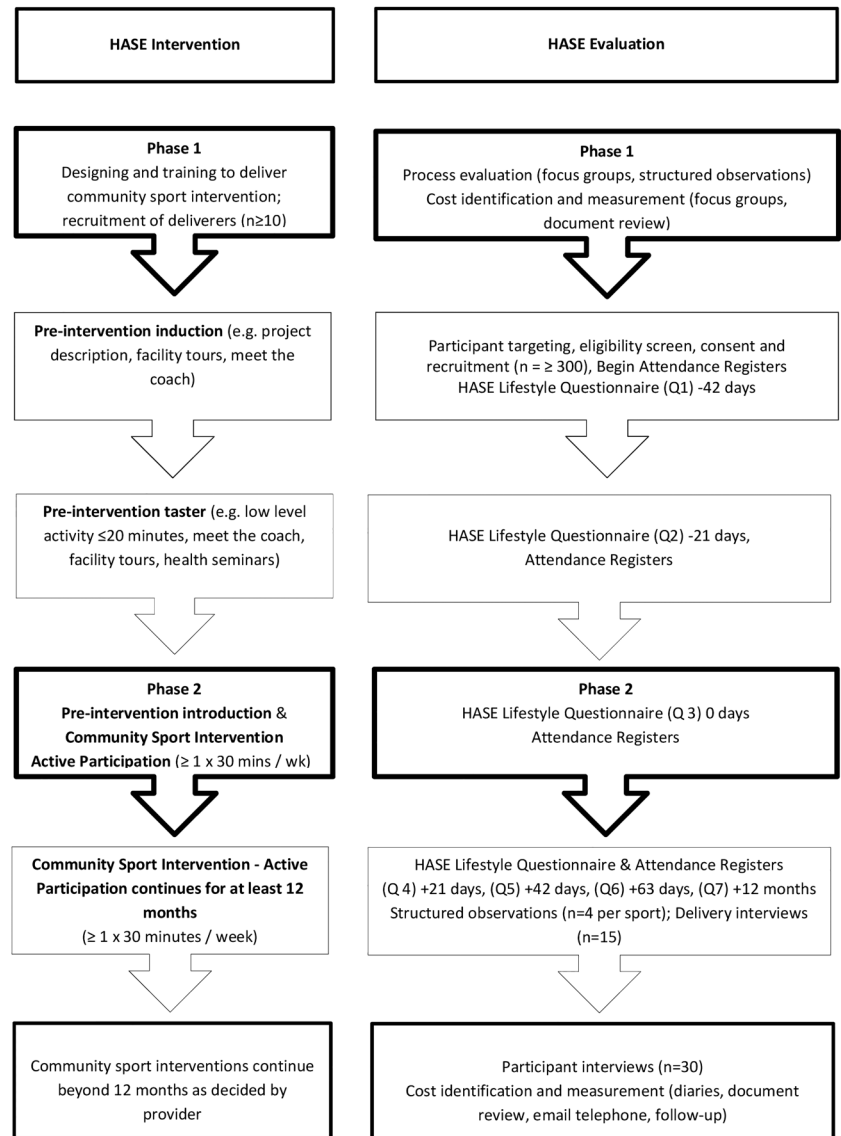 HASE Intervention
HASE Evaluation
Phase 1
Designing and training to deliver
community sport intervention;
recruitment of deliverers (n≥10)
Phase 1
Process evaluation (focus groups, structured observations)
Cost identification and measurement (focus groups,
document review)
Pre-intervention induction (e.g. project
description, facility tours, meet the
coach)
Participant targeting, eligibility screen, consent and
recruitment (n = ≥ 300), Begin Attendance Registers
HASE Lifestyle Questionnaire (Q1) -42 days
Pre-intervention taster (e.g. low level
activity ≤20 minutes, meet the coach,
facility tours, health seminars)
HASE Lifestyle Questionnaire (Q2) -21 days,
Attendance Registers
Phase 2
Pre-intervention introduction &
Community Sport Intervention
Active Participation (≥ 1 x 30 mins / wk)
Phase 2
HASE Lifestyle Questionnaire (Q 3) 0 days
Attendance Registers
Community Sport Intervention - Active
Participation continues for at least 12
months
(≥ 1 x 30 minutes / week)
HASE Lifestyle Questionnaire & Attendance Registers
(Q 4) +21 days, (Q5) +42 days, (Q6) +63 days, (Q7) +12 months
Structured observations (n=4 per sport); Delivery interviews
(n=15)
Community sport interventions continue
beyond 12 months as decided by
provider
Participant interviews (n=30)
Cost identification and measurement (diaries, document
review, email telephone, follow-up)